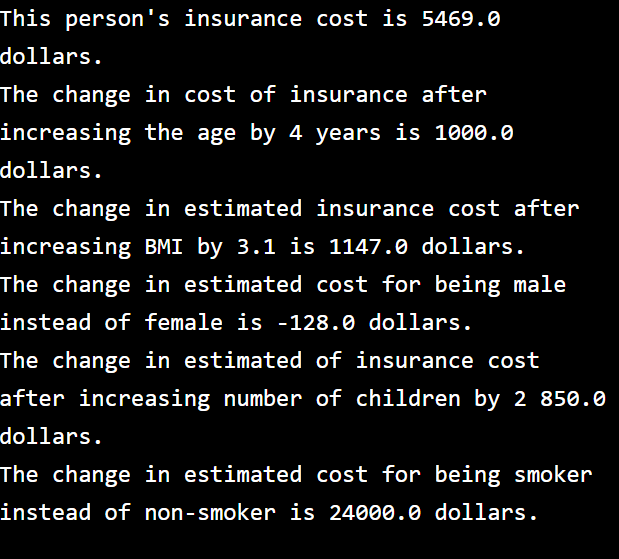 This person's insurance cost is 5469.0
dollars.
The change in cost of insurance after
increasing the age by 4 years is 1000.0
dollars.
The change in estimated insurance cost after
increasing BMI by 3.1 is 1147.0 dollars.
The change in estimated cost for being male
instead of female is -128.0 dollars.
The change in estimated of insurance cost
after increasing number of children by 2 850.0
dollars.
The change in estimated cost for being smoker
instead of non-smoker is 24000.0 dollars.